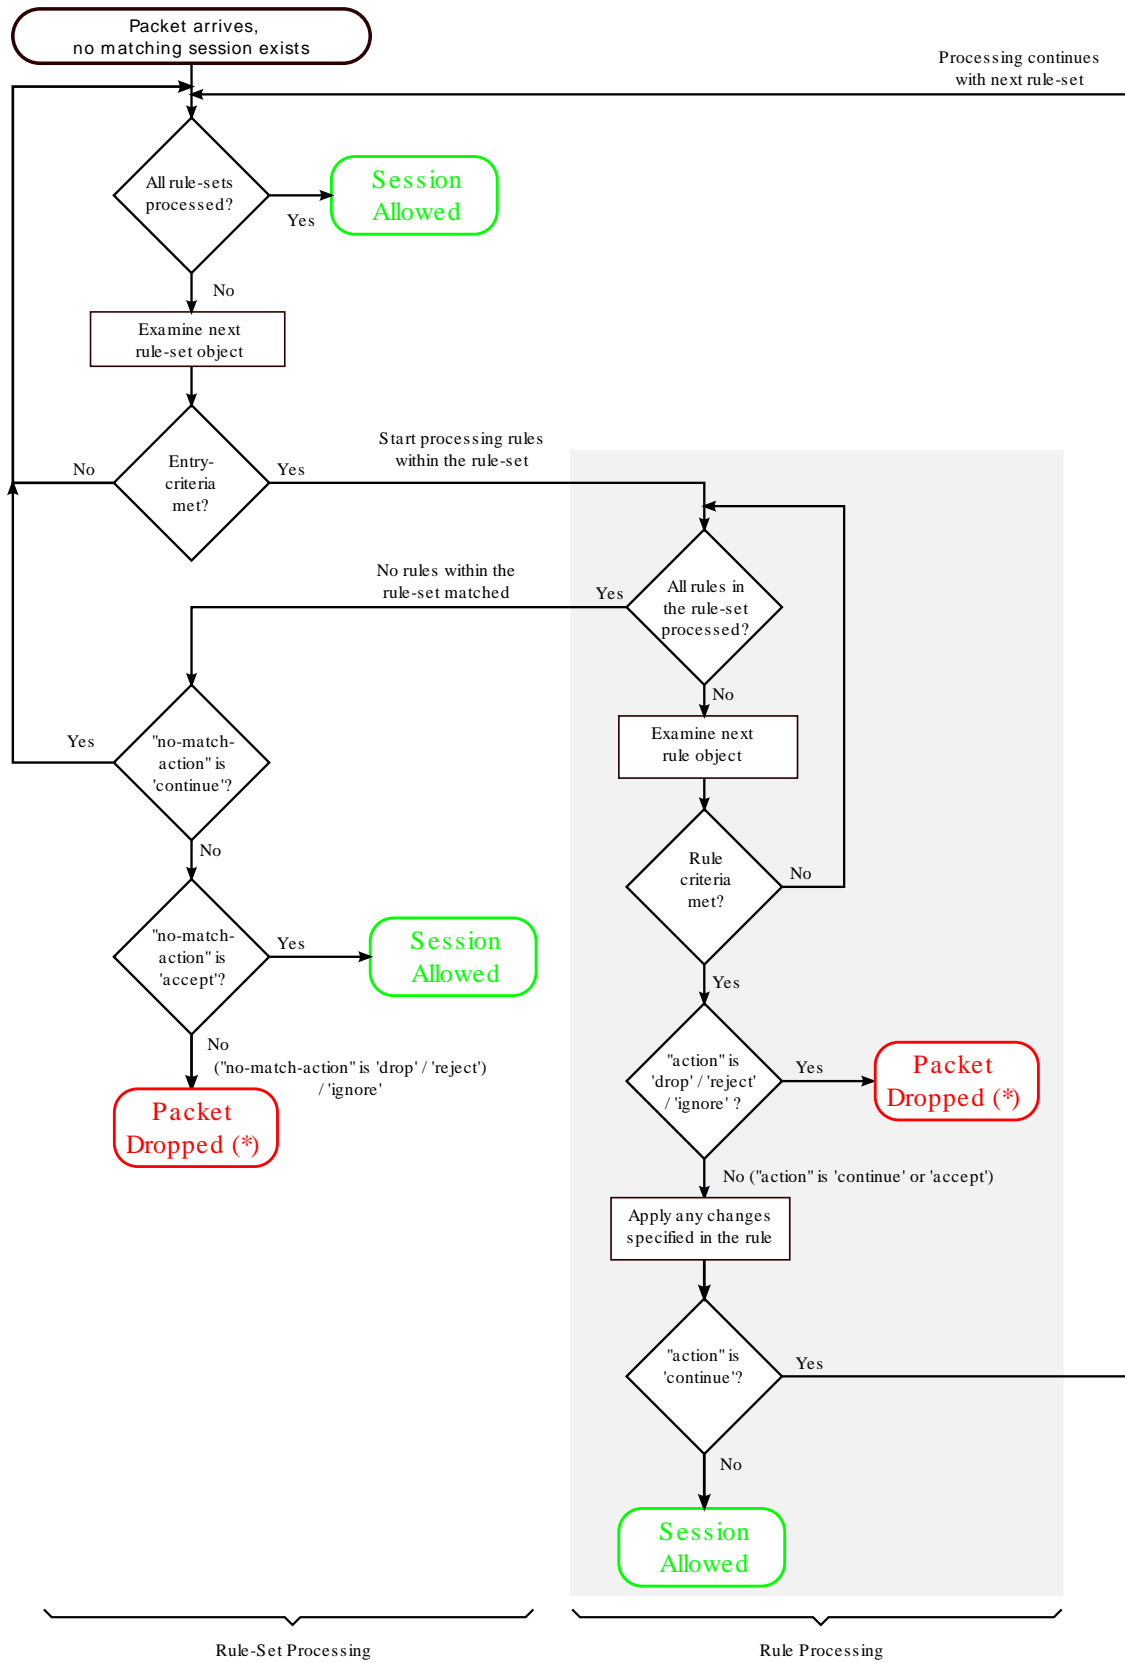 Packet arrives,
no matching session exists
Processing continues
with next rule-set
All rule-sets
processed?
Yes
Session
Allowed
No
Examine next
rule-set object
Entry-
criteria
met?
No
Yes
Start processing rules
within the rule-set
All rules in
the rule-set
processed?
Yes
No rules within the
rule-set matched
No
Examine next
rule object
Rule
criteria
met?
No
Yes
"no-match-
action" is
'continue'?
Yes
No
"no-match-
action" is
'accept'?
Yes
Session
Allowed
No
("no-match-action" is 'drop' / 'reject')
/ 'ignore'
Packet
Dropped (*)
"action" is
'drop' / 'reject'
/ 'ignore' ?
Yes
Packet
Dropped (*)
No ("action" is 'continue' or 'accept')
Apply any changes
specified in the rule
"action" is
'continue'?
Yes
No
Session
Allowed
Rule-Set Processing
Rule Processing